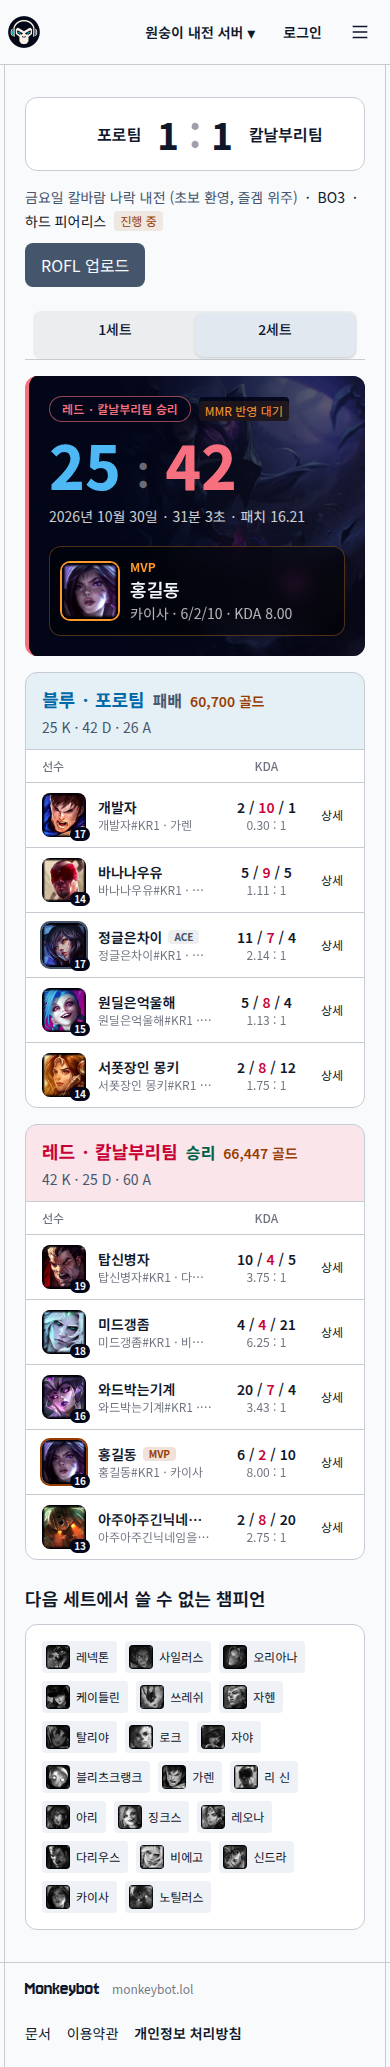 원숭이 내전 서버 ▾ 로그인
포로팀 1 : 1 칼날부리팀
금요일 칼바람 나락 내전 (초보 환영, 즐겜 위주) · BO3 ·
하드 피어리스 진행 중
ROFL 업로드
1세트 2세트
레드 · 칼날부리팀 승리 MMR 반영 대기
25 : 42
2026년 10월 30일 · 31분 3초 · 패치 16.21
MVP
홍길동
카이사 · 6/2/10 · KDA 8.00
블루 · 포로팀 패배 60,700 골드
25 K · 42 D · 26 A
선수 KDA
개발자 2 / 10 / 1 상세
17 개발자#KR1 · 가렌 0.30 : 1
바나나우유 5 / 9 / 5 상세
14 바나나우유#KR1 · ··· 1.11 : 1
정글은차이 ACE 11 / 7 / 4 상세
17 정글은차이#KR1 · ··· 2.14 : 1
원딜은억울해 5 / 8 / 4 상세
15 원딜은억울해#KR1 ···· 1.13 : 1
서폿장인 몽키 2 / 8 / 12 상세
14 서폿장인 몽키#KR1 ··· 1.75 : 1
레드 · 칼날부리팀 승리 66,447 골드
42 K · 25 D · 60 A
선수 KDA
탑신병자 10 / 4 / 5 상세
19 탑신병자#KR1 · 다··· 3.75 : 1
미드갱좀 4 / 4 / 21 상세
18 미드갱좀#KR1 · 비··· 6.25 : 1
와드박는기계 20 / 7 / 4 상세
16 와드박는기계#KR1 ···· 3.43 : 1
홍길동 MVP 6 / 2 / 10 상세
16 홍길동#KR1 · 카이사 8.00 : 1
아주아주긴닉네··· 2 / 8 / 20 상세
13 아주아주긴닉네임을··· 2.75 : 1
다음 세트에서 쓸 수 없는 챔피언
레넥톤 사일러스 오리아나
케이틀린 쓰레쉬 자헨
탈리야 로크 자야
블리츠크랭크 가렌 리 신
아리 징크스 레오나
다리우스 비에고 신드라
카이사 노틸러스
Monkeybot monkeybot.lol
문서 이용약관 개인정보 처리방침